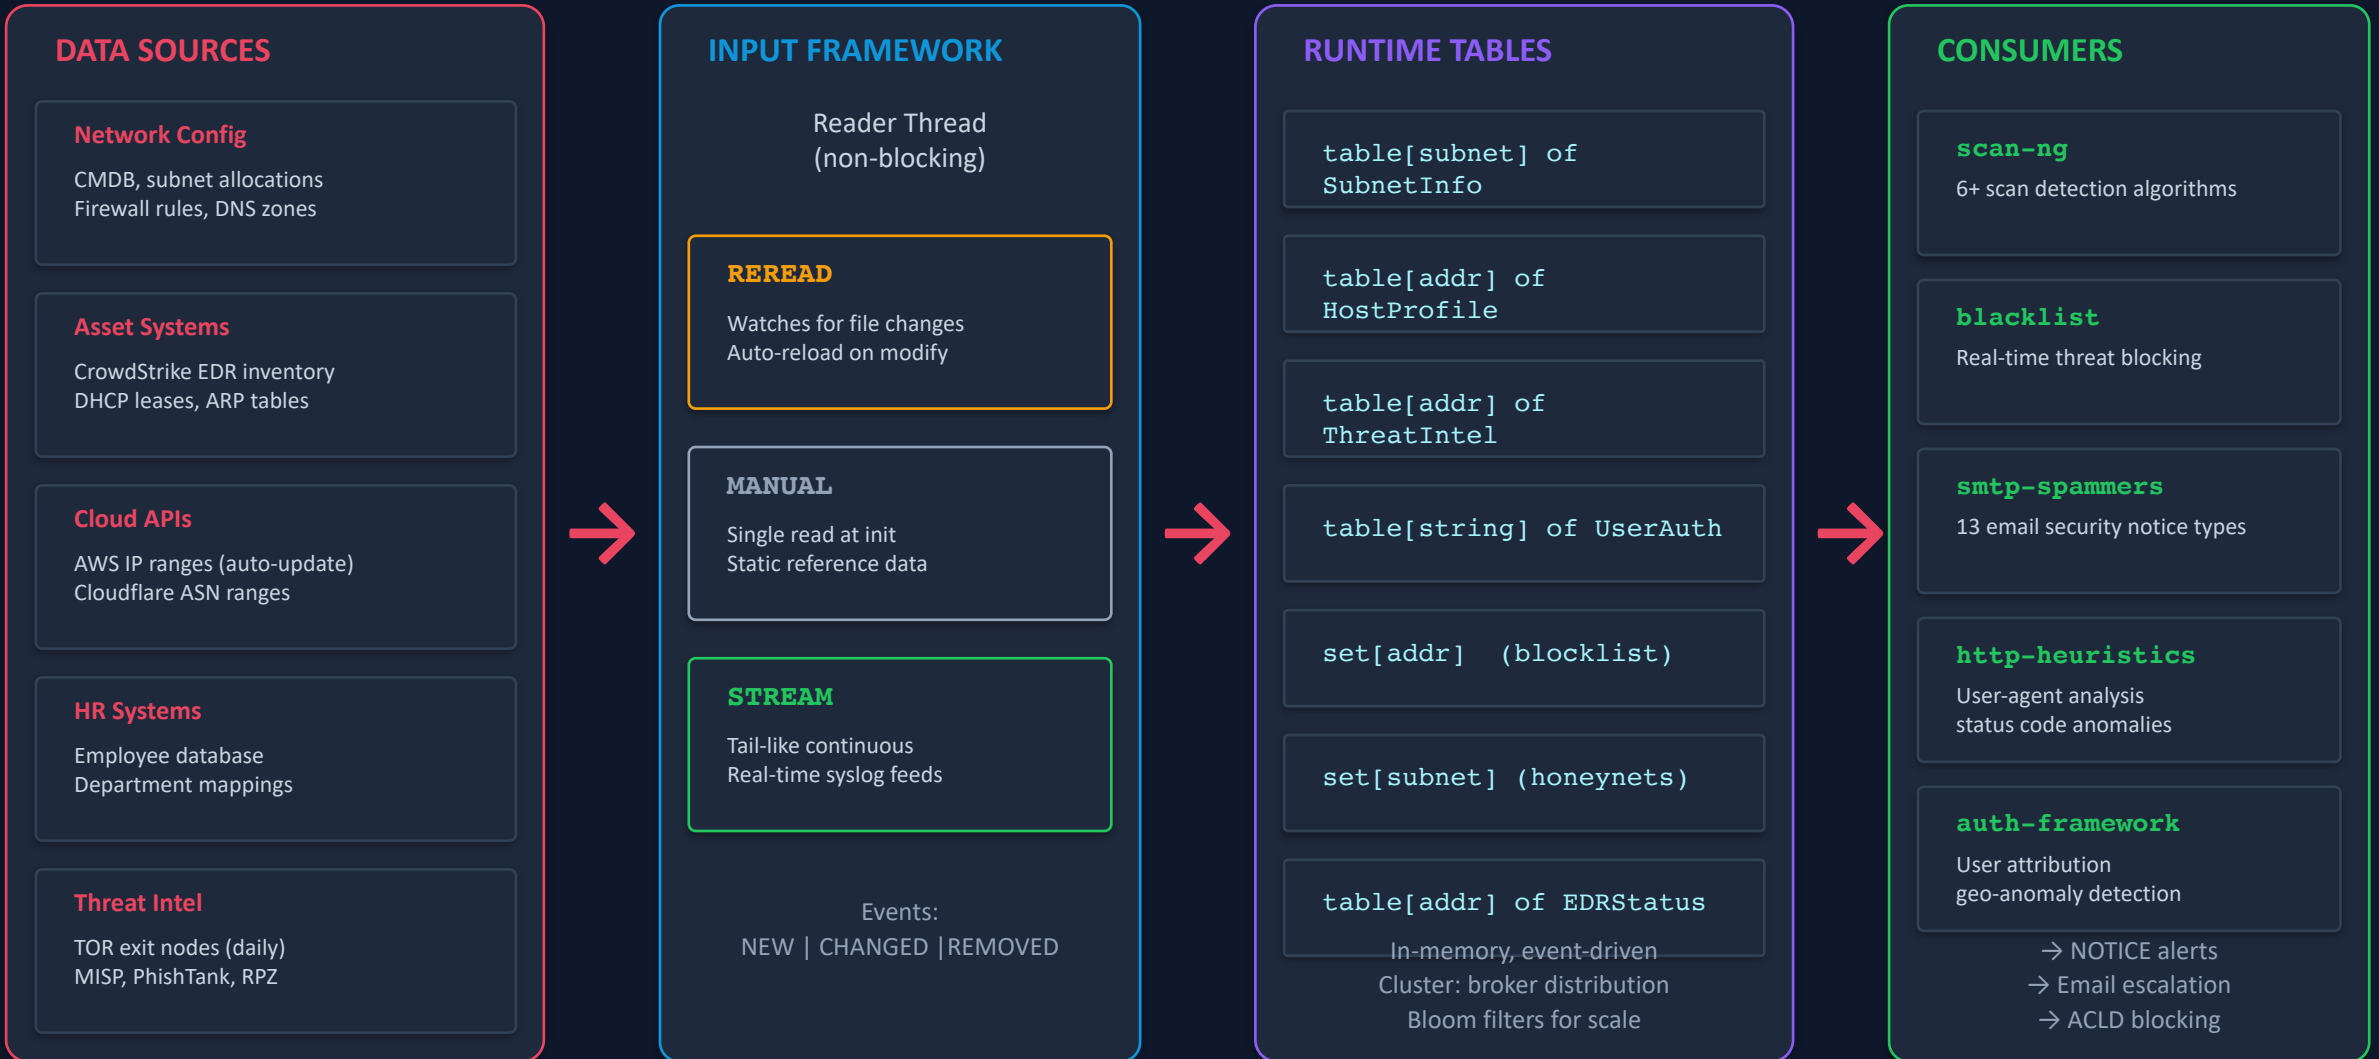 DATA SOURCES
Network Config
CMDB, subnet allocations
Firewall rules, DNS zones
Asset Systems
CrowdStrike EDR inventory
DHCP leases, ARP tables
Cloud APIs
AWS IP ranges (auto-update)
Cloudflare ASN ranges
HR Systems
Employee database
Department mappings
Threat Intel
TOR exit nodes (daily)
MISP, PhishTank, RPZ
INPUT FRAMEWORK
Reader Thread
(non-blocking)
REREAD
Watches for file changes
Auto-reload on modify
MANUAL
Single read at init
Static reference data
STREAM
Tail-like continuous
Real-time syslog feeds
Events:
NEW | CHANGED |REMOVED
RUNTIME TABLES
table[subnet] of
SubnetInfo
table[addr] of
HostProfile
table[addr] of
ThreatIntel
table[string] of UserAuth
set[addr]  (blocklist)
set[subnet] (honeynets)
table[addr] of EDRStatus
In-memory, event-driven
Cluster: broker distribution
Bloom filters for scale
CONSUMERS
scan-ng
6+ scan detection algorithms
blacklist
Real-time threat blocking
smtp-spammers
13 email security notice types
http-heuristics
User-agent analysis
status code anomalies
auth-framework
User attribution
geo-anomaly detection
→ NOTICE alerts
→ Email escalation
→ ACLD blocking